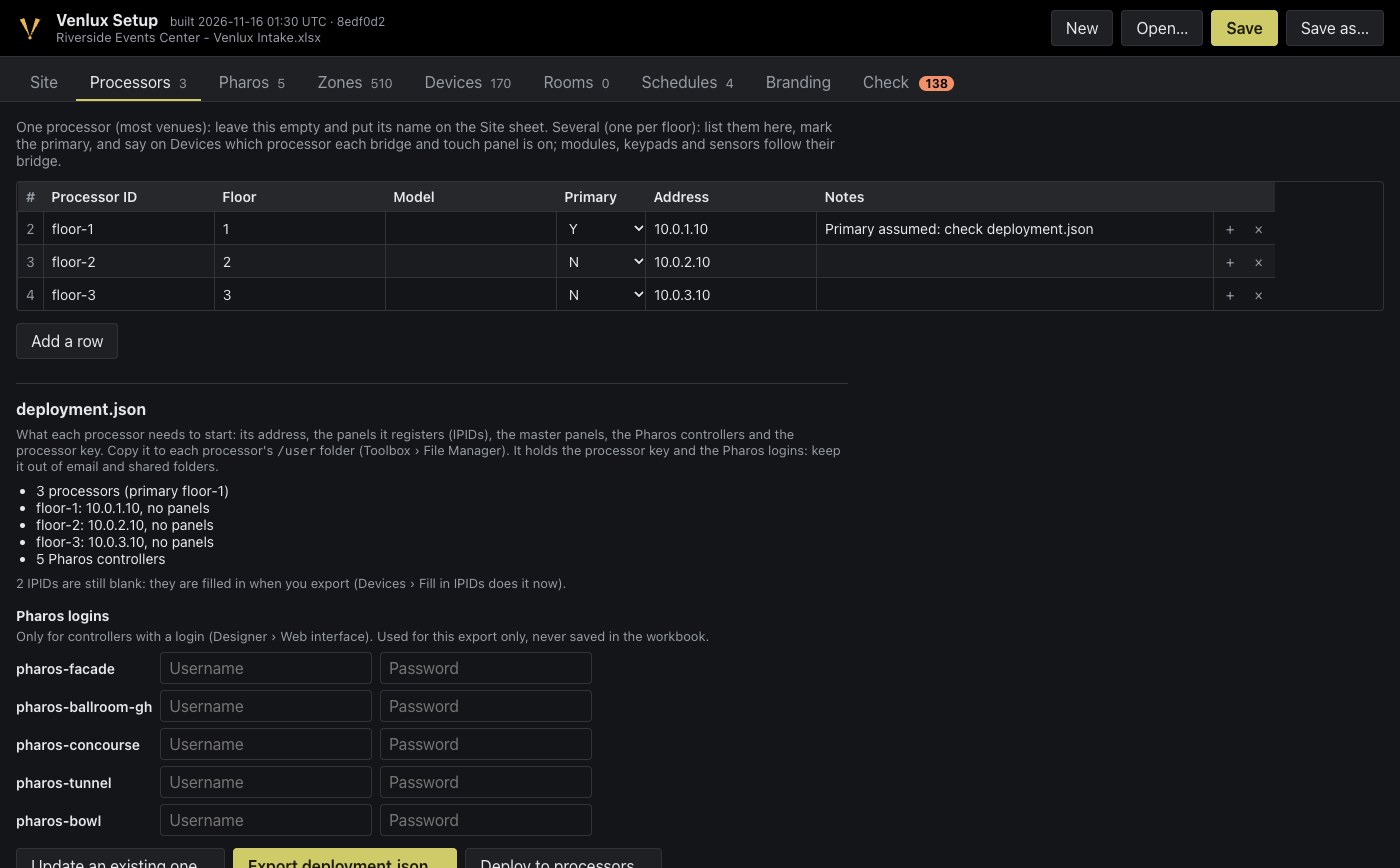 Venlux Setup built 2026-11-16 01:30 UTC · 8edf0d2
Riverside Events Center - Venlux Intake.xlsx
New Open... Save Save as...
Site Processors 3 Pharos 5 Zones 510 Devices 170 Rooms 0 Schedules 4 Branding Check 138
One processor (most venues): leave this empty and put its name on the Site sheet. Several (one per floor): list them here, mark
the primary, and say on Devices which processor each bridge and touch panel is on; modules, keypads and sensors follow their
bridge.
# Processor ID Floor Model Primary Address Notes
2 floor-1 1 Y 10.0.1.10 Primary assumed: check deployment.json + ×
3 floor-2 2 N 10.0.2.10 + ×
4 floor-3 3 N 10.0.3.10 + ×
Add a row
deployment.json
What each processor needs to start: its address, the panels it registers (IPIDs), the master panels, the Pharos controllers and the
processor key. Copy it to each processor's /user folder (Toolbox › File Manager). It holds the processor key and the Pharos logins: keep
it out of email and shared folders.
• 3 processors (primary floor-1)
• floor-1: 10.0.1.10, no panels
• floor-2: 10.0.2.10, no panels
• floor-3: 10.0.3.10, no panels
• 5 Pharos controllers
2 IPIDs are still blank: they are filled in when you export (Devices › Fill in IPIDs does it now).
Pharos logins
Only for controllers with a login (Designer › Web interface). Used for this export only, never saved in the workbook.
pharos-facade Username Password
pharos-ballroom-gh Username Password
pharos-concourse Username Password
pharos-tunnel Username Password
pharos-bowl Username Password
Update an existing one... Export deployment.json... Deploy to processors...